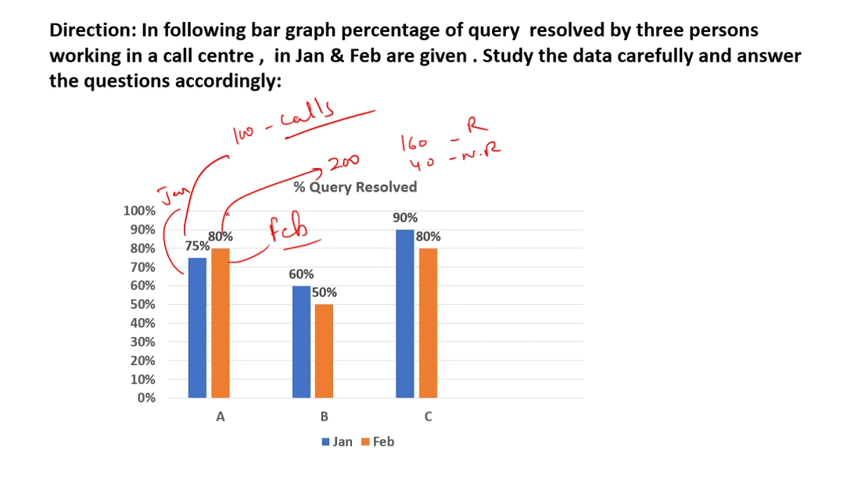 Direction: In following bar graph percentage of query resolved by three persons
working in a call centre , in Jan & Feb are given . Study the data carefully and answer
the questions accordingly:
100 - calls
160 - R
40 - N.R
200
Jan
% Query Resolved
Feb
100%
90%
80%
70%
60%
50%
40%
30%
20%
10%
0%
75%
80%
60%
50%
90%
80%
A B C
Jan Feb